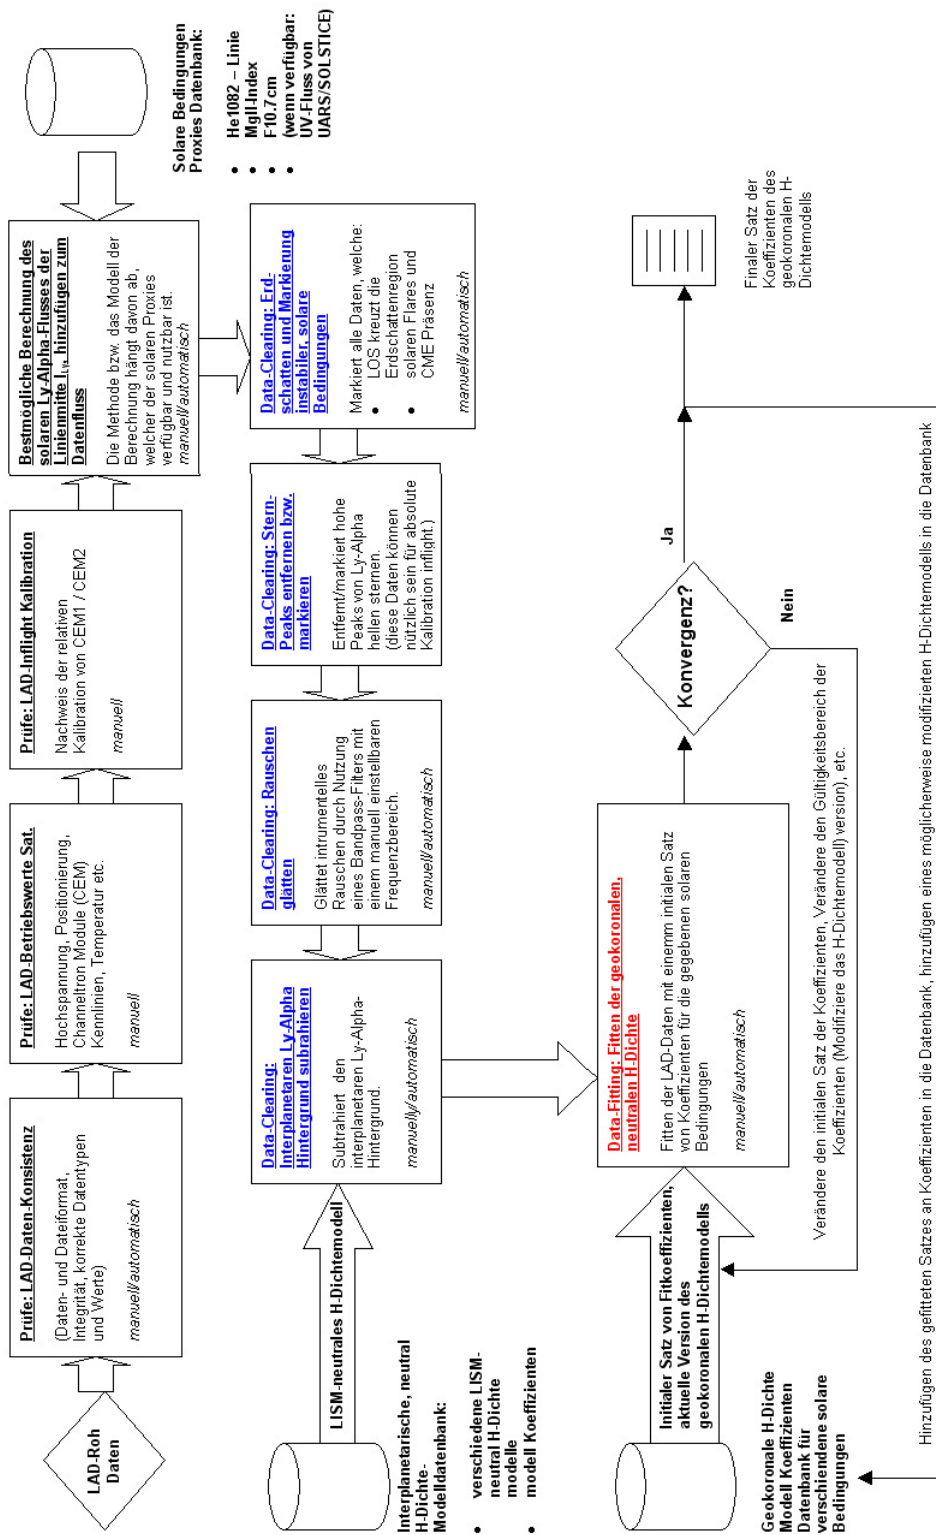 LAD-Roh
Daten
Prüfe: LAD-Daten-Konsistenz
(Daten- und Dateiformat,
Integrität, korrekte Datentypen
und Werte)
manuell/automatisch
Prüfe: LAD-Betriebswerte Sat.
Hochspannung, Positionierung,
Channeltron Module (CEM)
Kennlinien, Temperatur etc.
manuell
Prüfe: LAD-Inflight Kalibration
Nachweis der relativen
Kalibration von CEM1 / CEM2
manuell
Bestmögliche Berechnung des
solaren Ly-Alpha-Flusses der
Linienmitte Ily, hinzufügen zum
Datenfluss
Die Methode bzw. das Modell der
Berechnung hängt davon ab,
welcher der solaren Proxies
verfügbar und nutzbar ist.
manuell/automatisch
Solare Bedingungen
Proxies Datenbank:
• He1082 – Linie
• MgII-Index
• F10.7cm
• (wenn verfügbar:
UV-Fluss von
UARS/SOLSTICE)
Data-Clearing: Erd-
schatten und Markierung
instabiler, solare
Bedingungen
Markiert alle Daten, welche:
• LOS kreuzt die
Erdschattenregion
• solaren Flares und
CME Präsenz
manuell/automatisch
Data-Clearing: Stern-
Peaks entfernen bzw.
markieren
Entfernt/markiert hohe
Peaks von Ly-Alpha
hellen sternen.
(diese Daten können
nützlich sein für absolute
Kalibration inflight.)
Data-Clearing: Rauschen
glätten
Glättet intrumentelles
Rauschen durch Nutzung
eines Bandpass-Filters mit
einem manuell einstellbaren
Frequenzbereich.
manuell/automatisch
Data-Clearing:
Interplanetaren Ly-Alpha
Hintergrund subrahieren
Subtrahiert den
interplanetaren Ly-Alpha-
Hintergrund.
manuelly/automatisch
LISM-neutrales H-Dichtemodell
Interplanetarische, neutral
H-Dichte-
Modelldatenbank:
• verschiedene LISM-
neutral H-Dichte
modelle
• modell Koeffizienten
Initialer Satz von Fitkoeffizienten,
aktuelle Version des
geokoronalen H-Dichtemodells
Geokoronale H-Dichte
Modell Koeffizienten
Datenbank für
verschiendene solare
Bedingungen
Data-Fitting: Fitten der geokoronalen,
neutralen H-Dichte
Fitten der LAD-Daten mit einemm initialen Satz
von Koeffizienten für die gegebenen solaren
Bedingungen
manuell/automatisch
Konvergenz?
Ja
Nein
Finaler Satz der
Koeffizienten des
geokoronalen H-
Dichtemodells
Verändere den initialen Satz der Koeffizienten, Verändere den Gültigkeitsbereich der
Koeffizienten (Modifiziere das H-Dichtemodell) version), etc.
Hinzufügen des gefitteten Satzes an Koeffizienten in die Datenbank, hinzufügen eines möglicherweise modifizierten H-Dichtemodells in die Datenbank